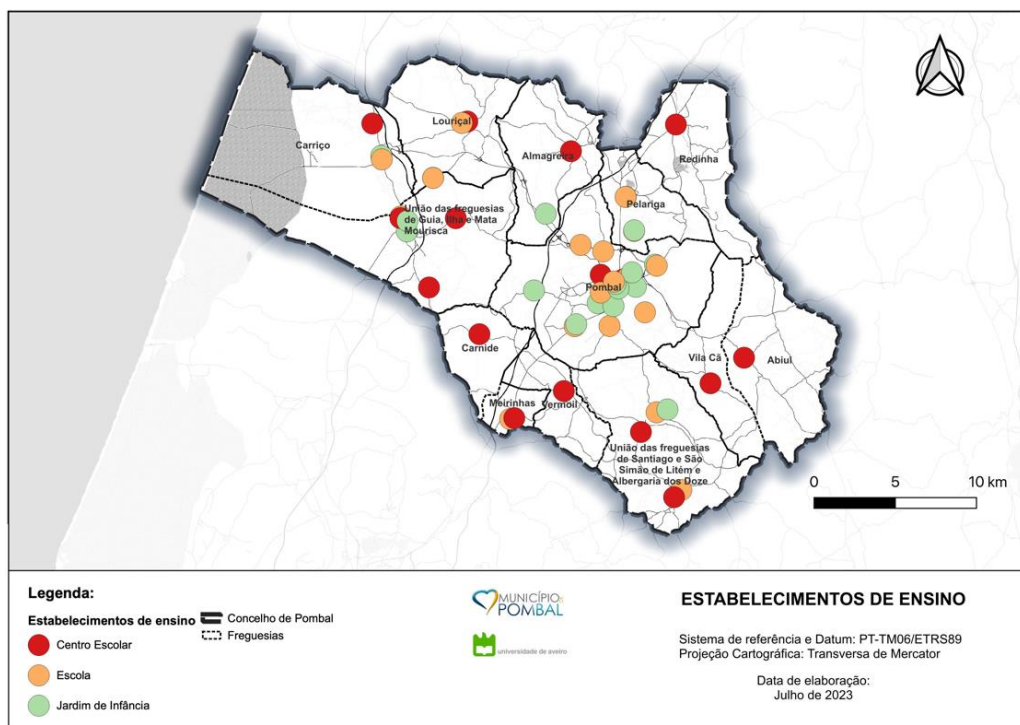 Louriçal
Carriço
Almagreira
Redinha
Pelariga
União das freguesias
de Guia, Ilha e Mata
Mourisca
Pombal
Carnide
Vila Cã
Abiul
Meirinhas
Vermoil
União das freguesias
de Santiago e São
Simão de Litém e
Albergaria dos Doze
0 5 10 km
Legenda:
Estabelecimentos de ensino
Centro Escolar
Escola
Jardim de Infância
Concelho de Pombal
Freguesias
MUNICÍPIO DE
POMBAL
universidade de aveiro
ESTABELECIMENTOS DE ENSINO
Sistema de referência e Datum: PT-TM06/ETRS89
Projeção Cartográfica: Transversa de Mercator
Data de elaboração:
Julho de 2023